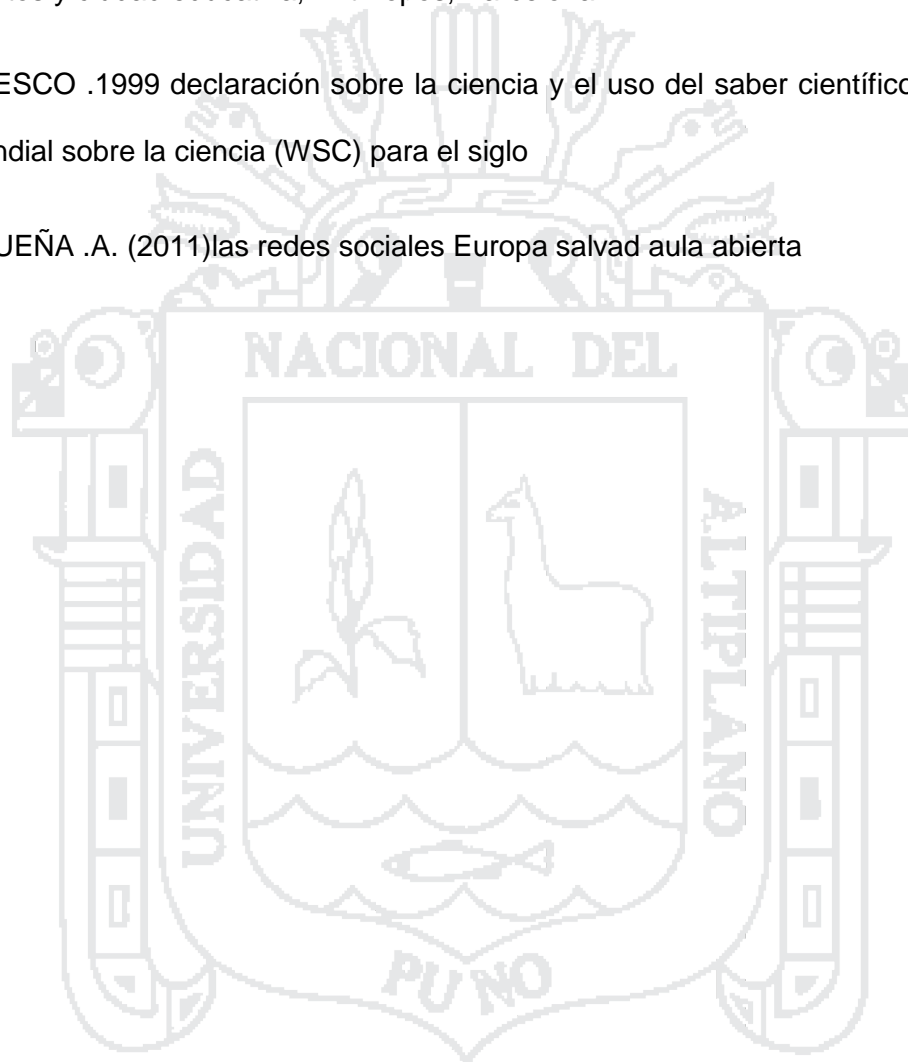 ESCO .1999 declaración sobre la ciencia y el uso del saber científico
ndial sobre la ciencia (WSC) para el siglo
UEÑA .A. (2011)las redes sociales Europa salvad aula abierta
NACIONAL DEL
UNIVERSIDAD
ALTIPLANO
PUNO